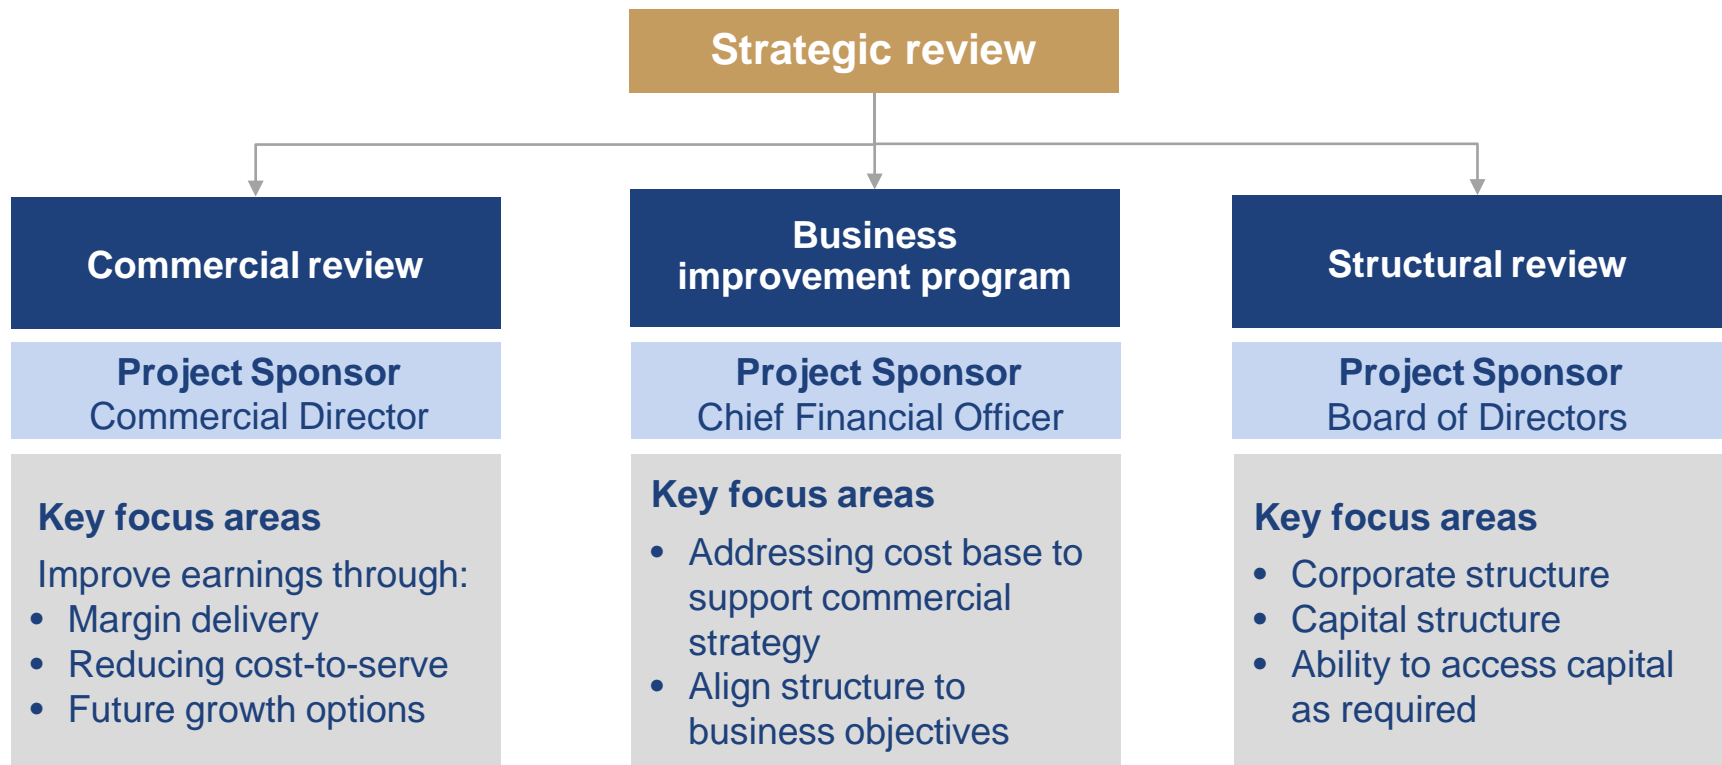 Strategic review
Commercial review
Project Sponsor
Commercial Director
Key focus areas
Improve earnings through:
• Margin delivery
• Reducing cost-to-serve
• Future growth options
Business
improvement program
Project Sponsor
Chief Financial Officer
Key focus areas
• Addressing cost base to
support commercial
strategy
• Align structure to
business objectives
Structural review
Project Sponsor
Board of Directors
Key focus areas
• Corporate structure
• Capital structure
• Ability to access capital
as required